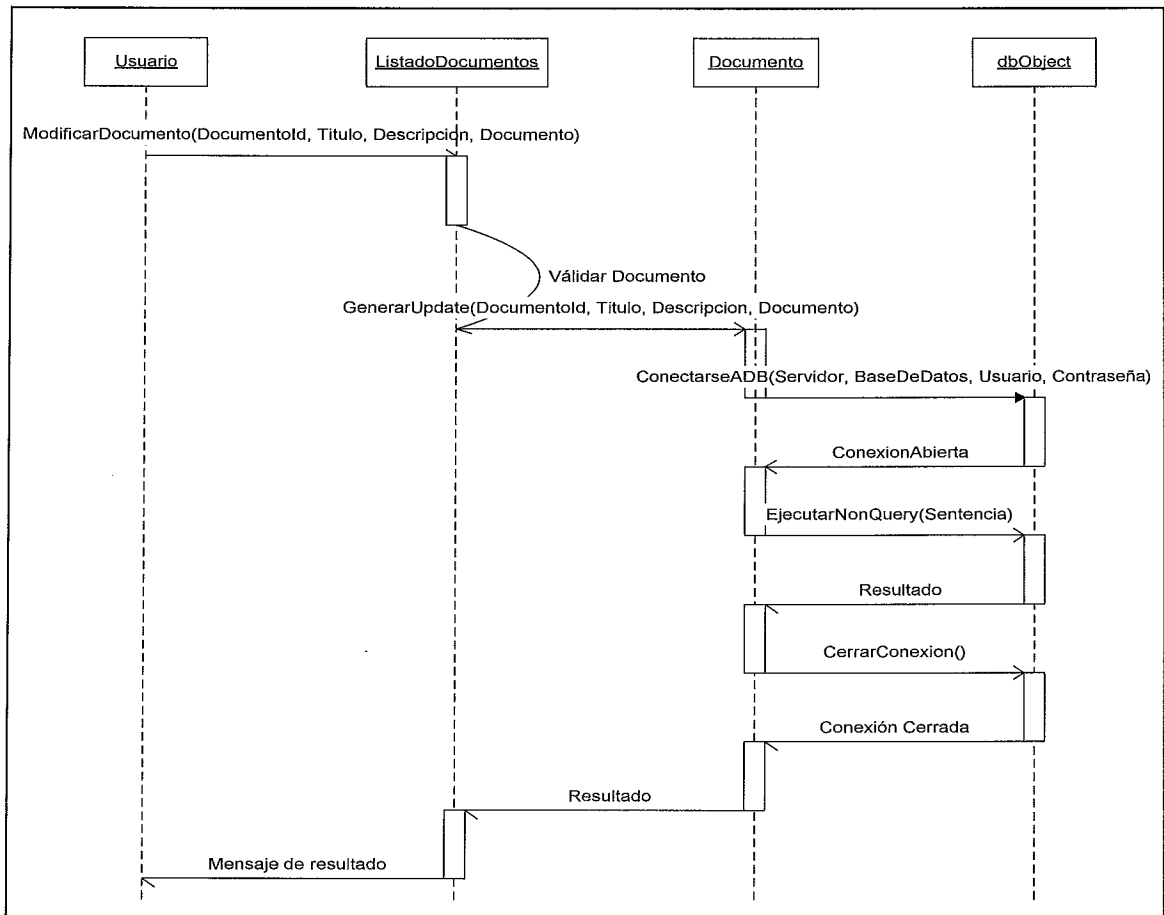 Usuario
ListadoDocumentos
Documento
dbObject
ModificarDocumento(DocumentoId, Titulo, Descripcion, Documento)
Válidar Documento
GenerarUpdate(DocumentoId, Titulo, Descripcion, Documento)
ConectarseADB(Servidor, BaseDeDatos, Usuario, Contraseña)
ConexionAbierta
EjecutarNonQuery(Sentencia)
Resultado
CerrarConexion()
Conexión Cerrada
Resultado
Mensaje de resultado